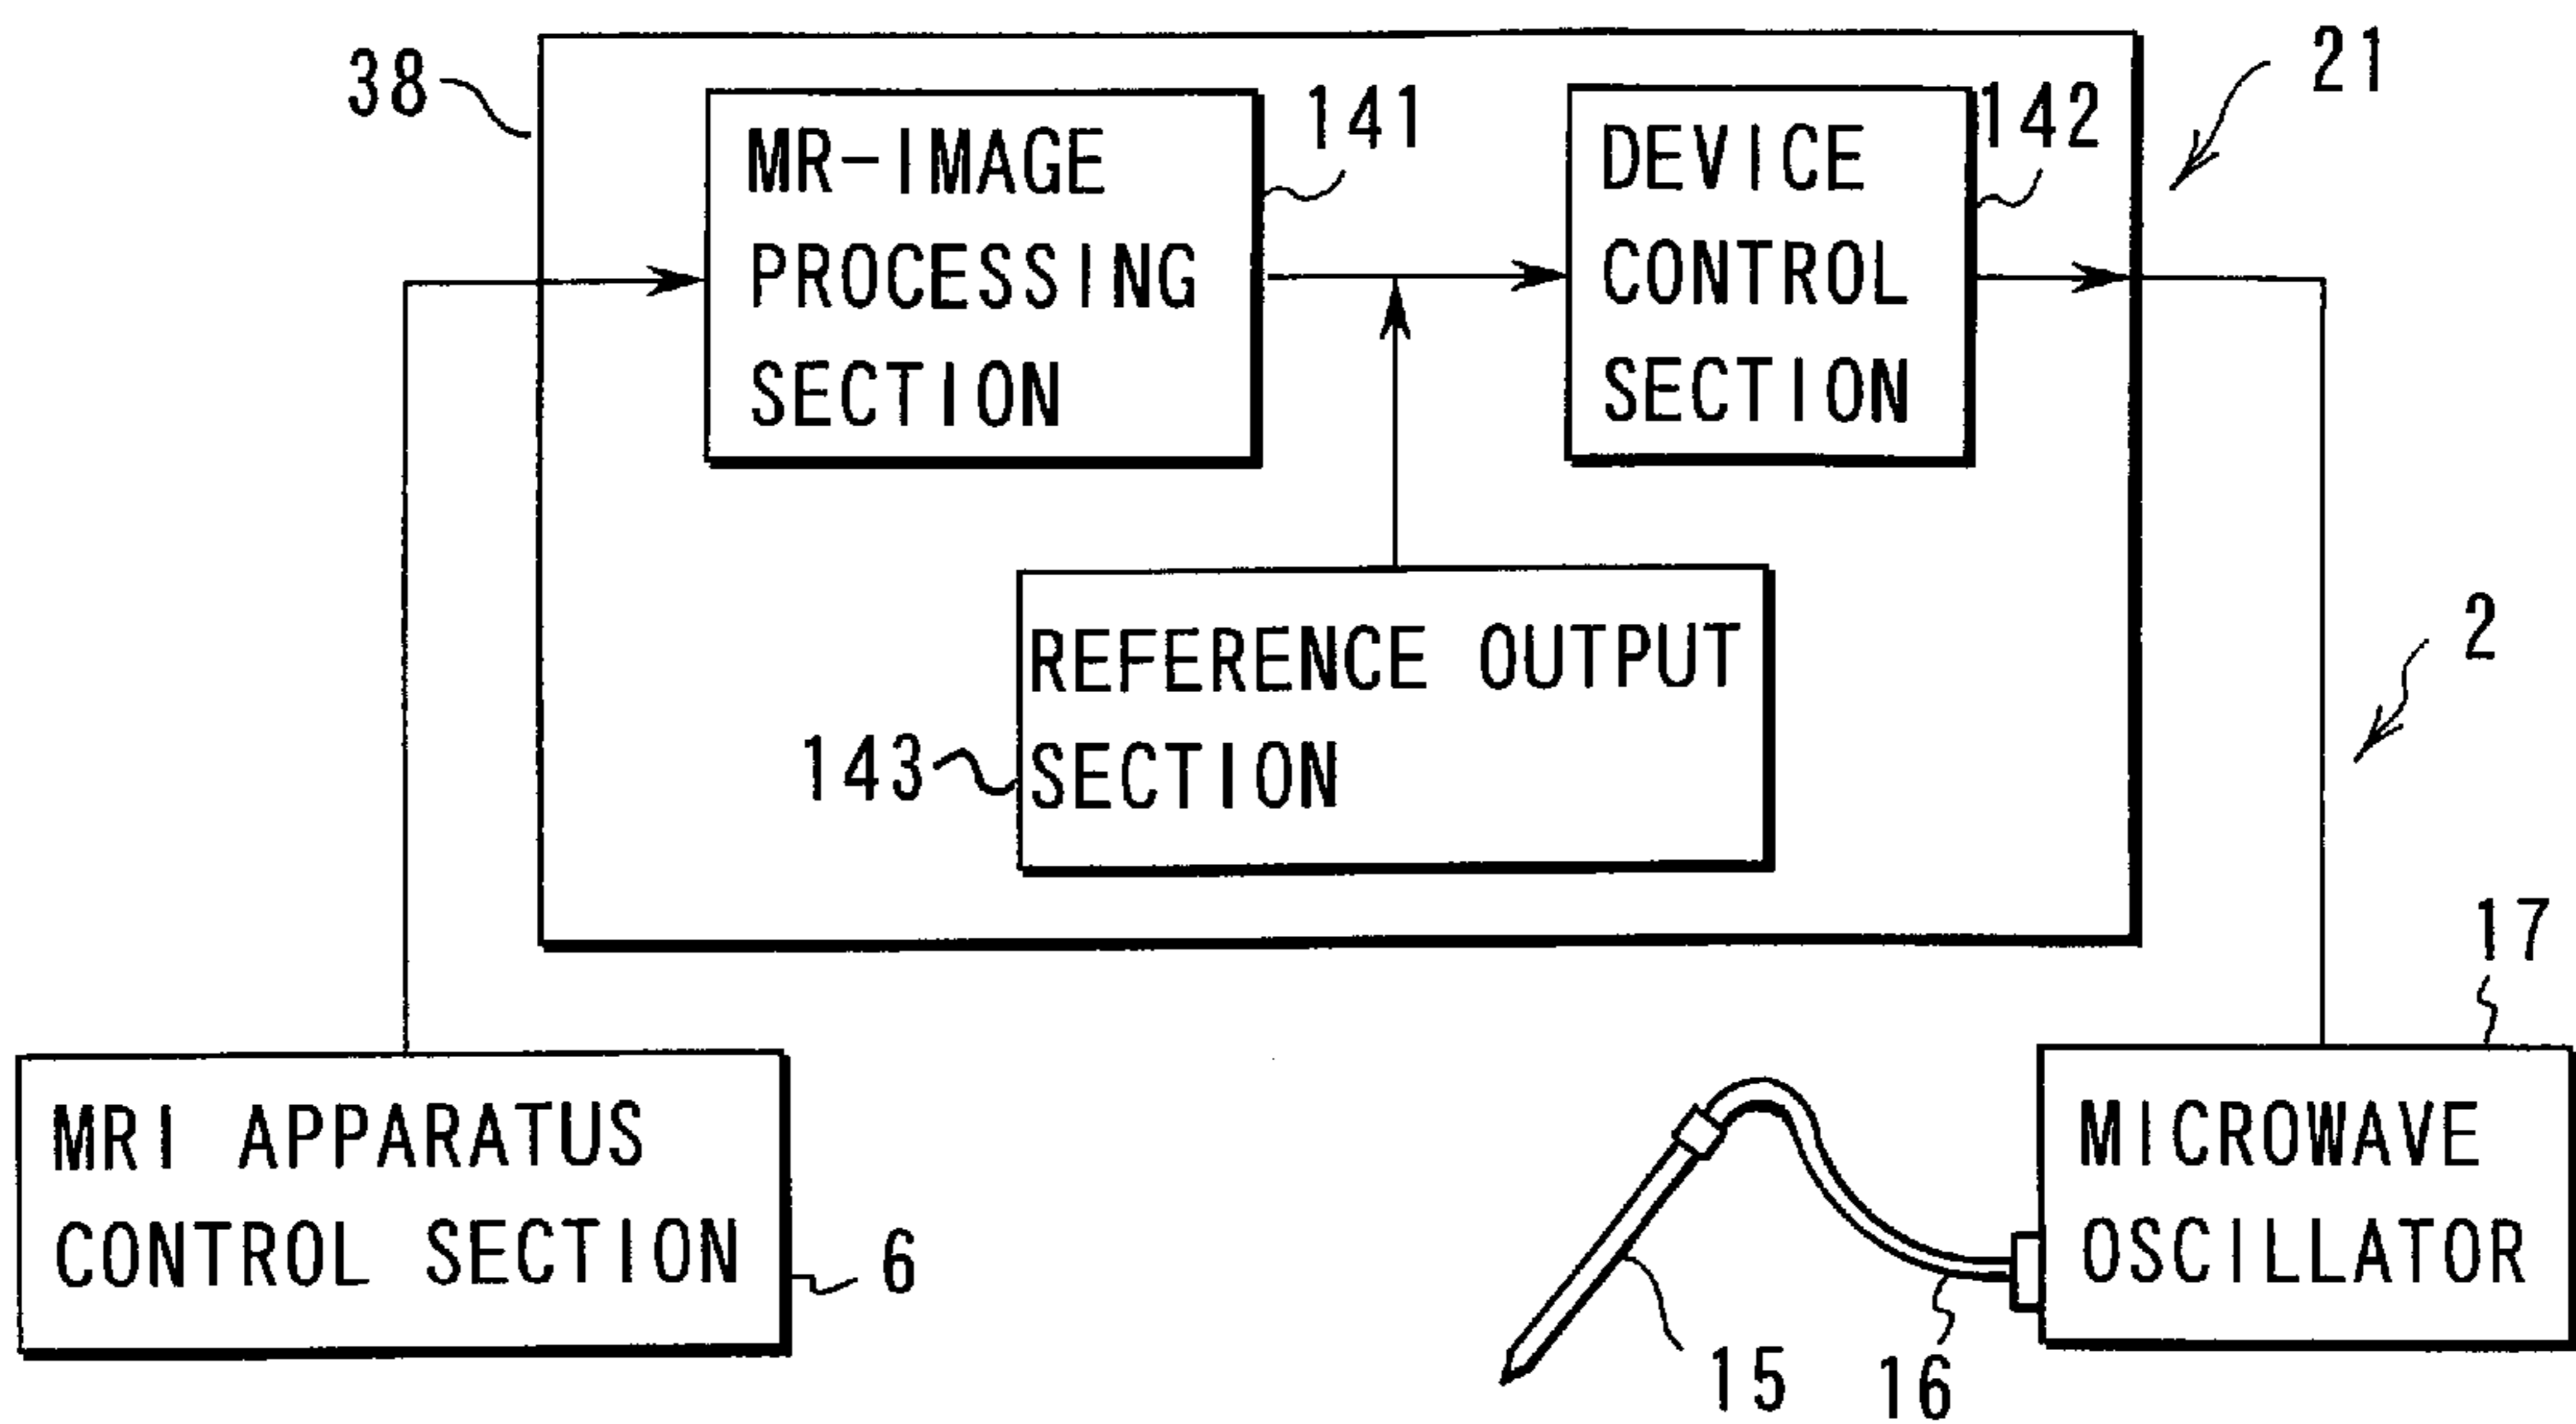 38
MR-IMAGE
PROCESSING
SECTION
141
DEVICE
CONTROL
SECTION
142
21
REFERENCE OUTPUT
SECTION
143
2
MRI APPARATUS
CONTROL SECTION
6
15
16
17
MICROWAVE
OSCILLATOR